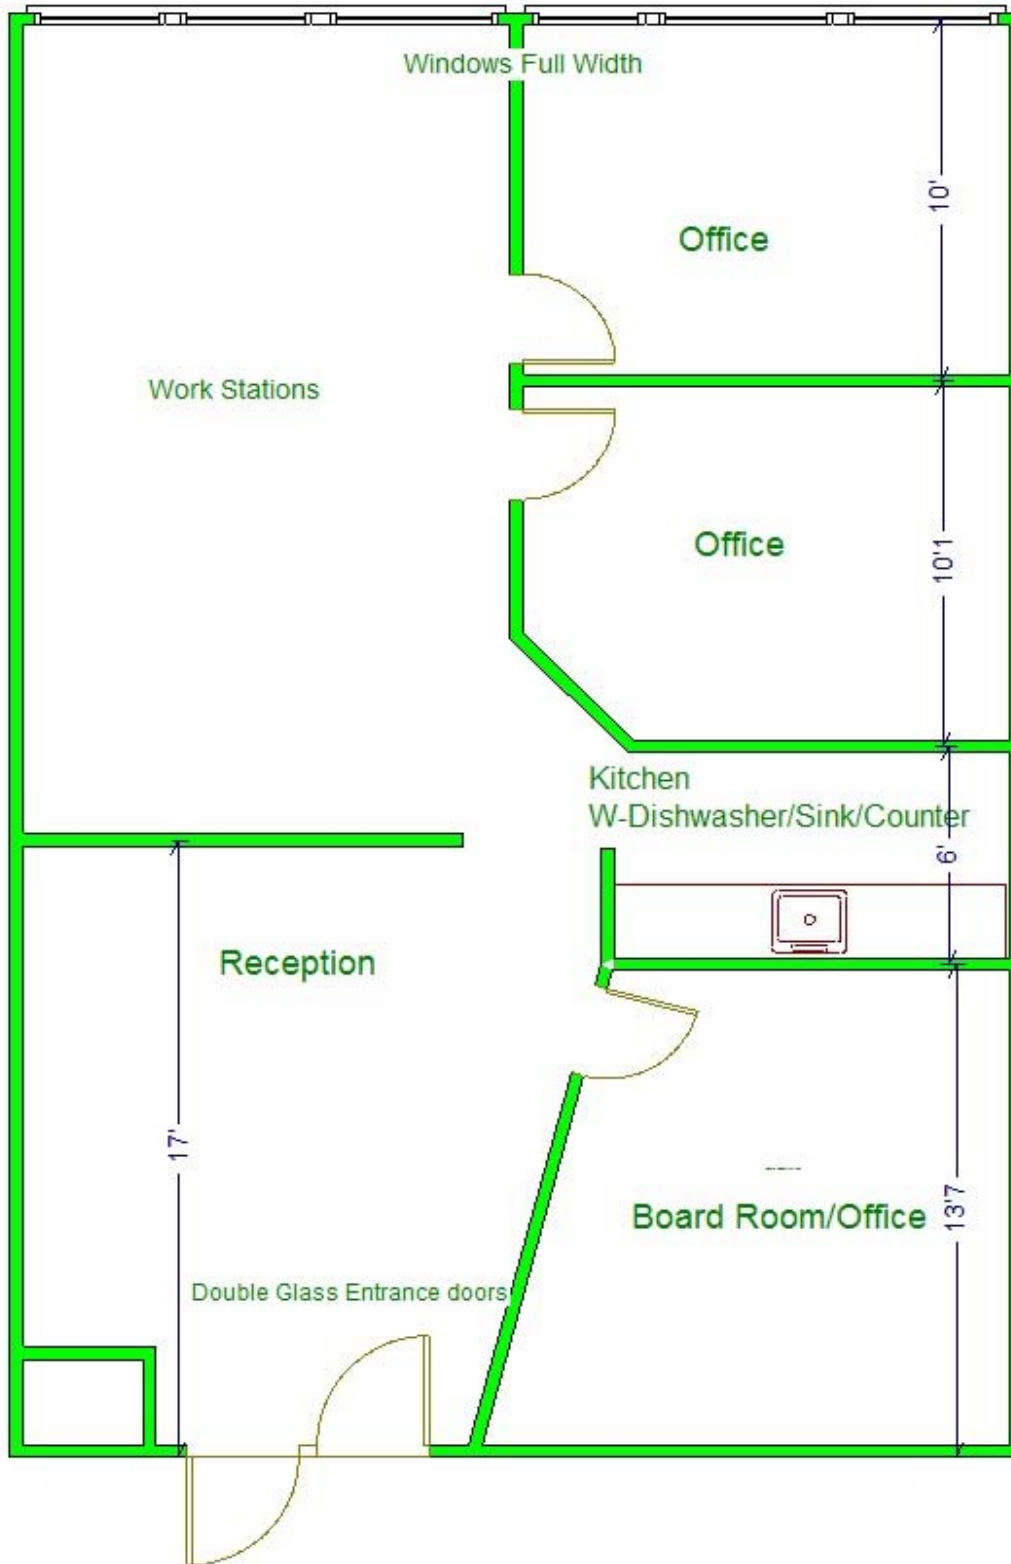 Windows Full Width
10'
Office
Work Stations
10'1
Office
Kitchen
W-Dishwasher/Sink/Counter
6'
Reception
17'
13'7
Board Room/Office
Double Glass Entrance doors